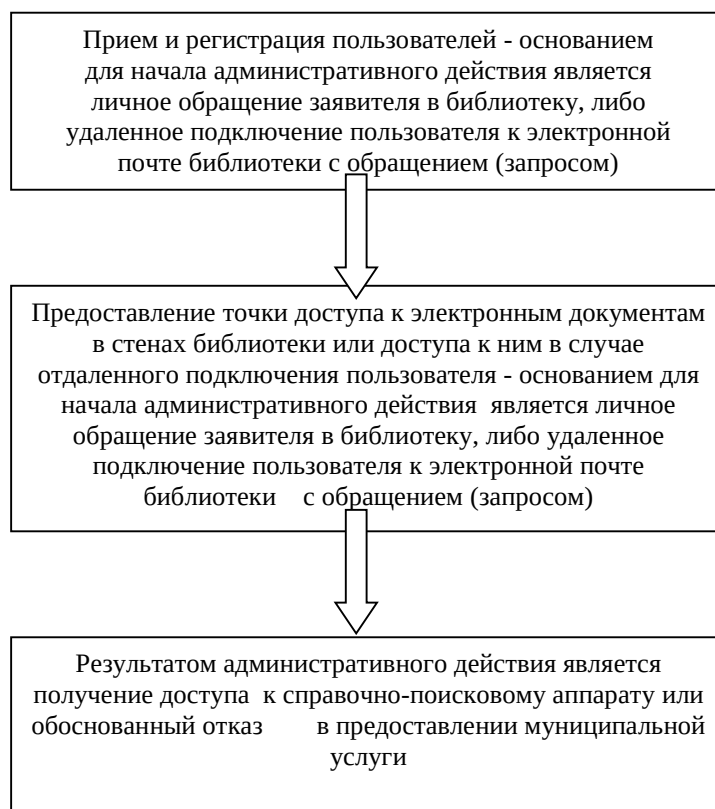 Прием и регистрация пользователей - основанием
для начала административного действия является
личное обращение заявителя в библиотеку, либо
удаленное подключение пользователя к электронной
почте библиотеки с обращением (запросом)
Предоставление точки доступа к электронным документам
в стенах библиотеки или доступа к ним в случае
отдаленного подключения пользователя - основанием для
начала административного действия является личное
обращение заявителя в библиотеку, либо удаленное
подключение пользователя к электронной почте
библиотеки с обращением (запросом)
Результатом административного действия является
получение доступа к справочно-поисковому аппарату или
обоснованный отказ в предоставлении муниципальной
услуги